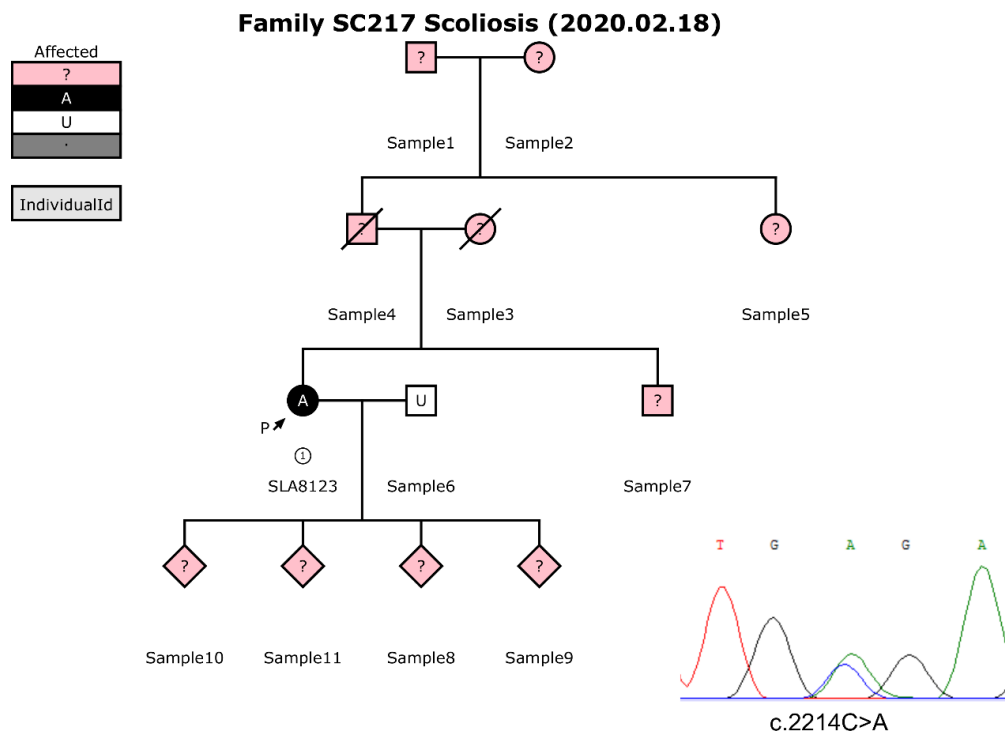 Family SC217 Scoliosis (2020.02.18)
Affected
?
A
U
.
IndividualId
? ?
Sample1 Sample2
? ? ?
Sample4 Sample3 Sample5
A U ?
P
1
SLA8123 Sample6 Sample7
? ? ? ?
Sample10 Sample11 Sample8 Sample9
T G A G A
c.2214C>A